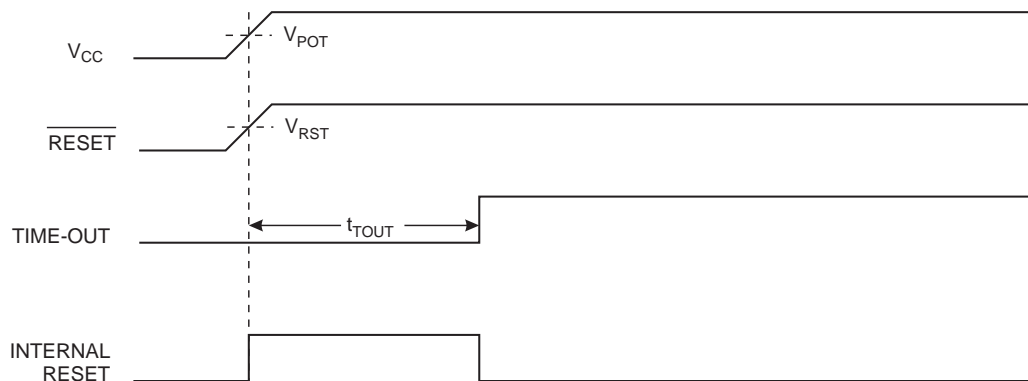 V_POT
V_CC
V_RST
RESET
TIME-OUT
t_TOUT
INTERNAL
RESET